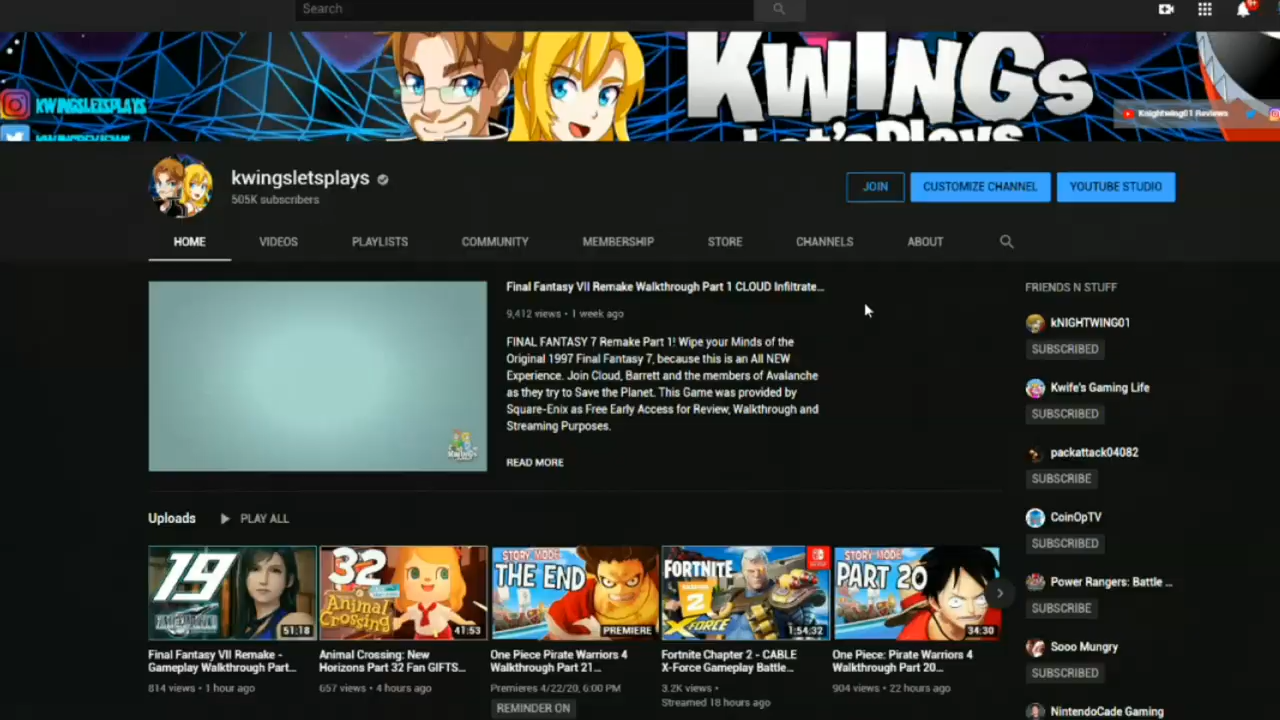 Search
9+
KWINGSLETSPLAYS
KWINGs
Let'sPlays
Knightwing01 Reviews
kwingsletsplays
505K subscribers
JOIN
CUSTOMIZE CHANNEL
YOUTUBE STUDIO
HOME
VIDEOS
PLAYLISTS
COMMUNITY
MEMBERSHIP
STORE
CHANNELS
ABOUT
Final Fantasy VII Remake Walkthrough Part 1 CLOUD Infiltrate...
9,412 views • 1 week ago
FINAL FANTASY 7 Remake Part 1! Wipe your Minds of the
Original 1997 Final Fantasy 7, because this is an All NEW
Experience. Join Cloud, Barrett and the members of Avalanche
as they try to Save the Planet. This Game was provided by
Square-Enix as Free Early Access for Review, Walkthrough and
Streaming Purposes.
READ MORE
FRIENDS N STUFF
kNIGHTWING01
SUBSCRIBED
Kwife's Gaming Life
SUBSCRIBED
packattack04082
SUBSCRIBE
CoinOpTV
SUBSCRIBED
Power Rangers: Battle ...
SUBSCRIBE
Sooo Mungry
SUBSCRIBED
NintendoCade Gaming
Uploads
PLAY ALL
19
51:18
Final Fantasy VII Remake -
Gameplay Walkthrough Part...
814 views • 1 hour ago
32
Animal
Crossing
41:53
Animal Crossing: New
Horizons Part 32 Fan GIFTS...
657 views • 4 hours ago
STORY MODE
THE END
PREMIERE
One Piece Pirate Warriors 4
Walkthrough Part 21...
Premieres 4/22/20, 6:00 PM
REMINDER ON
FORTNITE
2
X-FORCE
1:54:32
Fortnite Chapter 2 - CABLE
X-Force Gameplay Battle...
3.2K views •
Streamed 18 hours ago
STORY MODE
PART 20
34:30
One Piece: Pirate Warriors 4
Walkthrough Part 20...
904 views • 22 hours ago